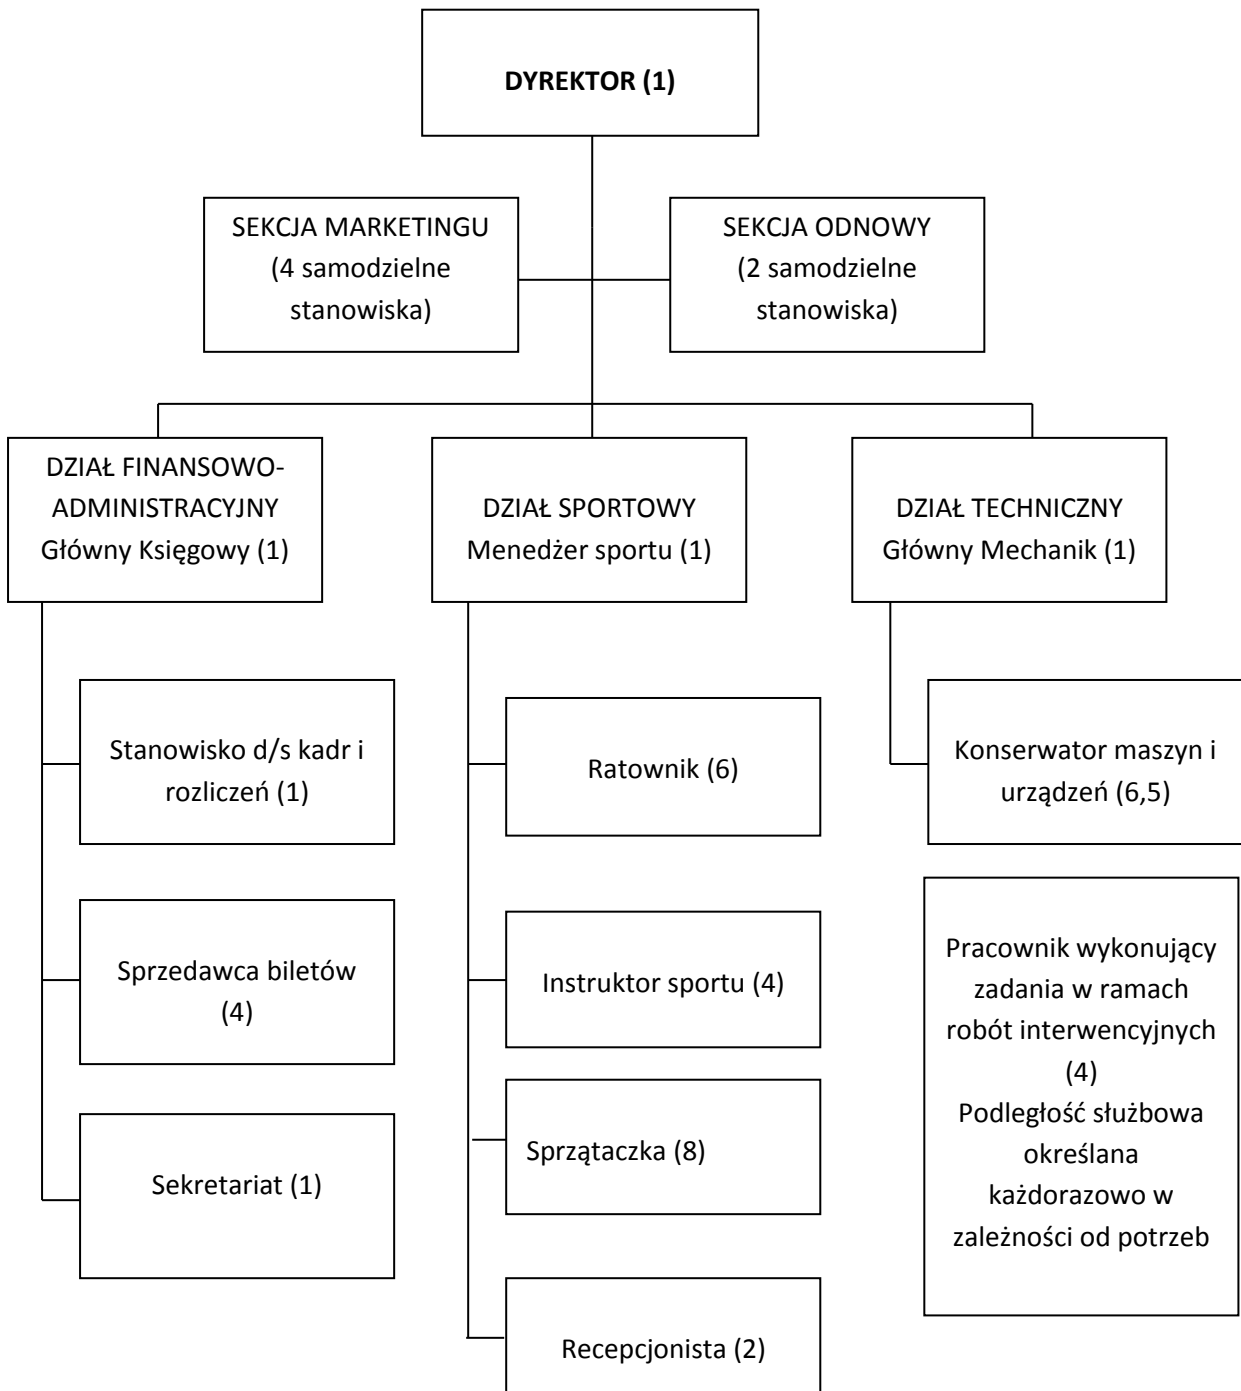 DYREKTOR (1)
SEKCJA MARKETINGU
(4 samodzielne
stanowiska)
SEKCJA ODNOWY
(2 samodzielne
stanowiska)
DZIAŁ FINANSOWO-
ADMINISTRACYJNY
Główny Księgowy (1)
DZIAŁ SPORTOWY
Menedżer sportu (1)
DZIAŁ TECHNICZNY
Główny Mechanik (1)
Stanowisko d/s kadr i
rozliczeń (1)
Sprzedawca biletów
(4)
Sekretariat (1)
Ratownik (6)
Instruktor sportu (4)
Sprzątaczka (8)
Recepcjonista (2)
Konserwator maszyn i
urządzeń (6,5)
Pracownik wykonujący
zadania w ramach
robót interwencyjnych
(4)
Podległość służbowa
określana
każdorazowo w
zależności od potrzeb